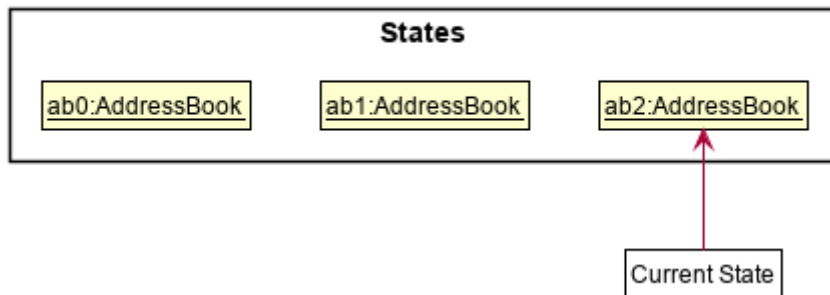 States
ab0:AddressBook
ab1:AddressBook
ab2:AddressBook
Current State